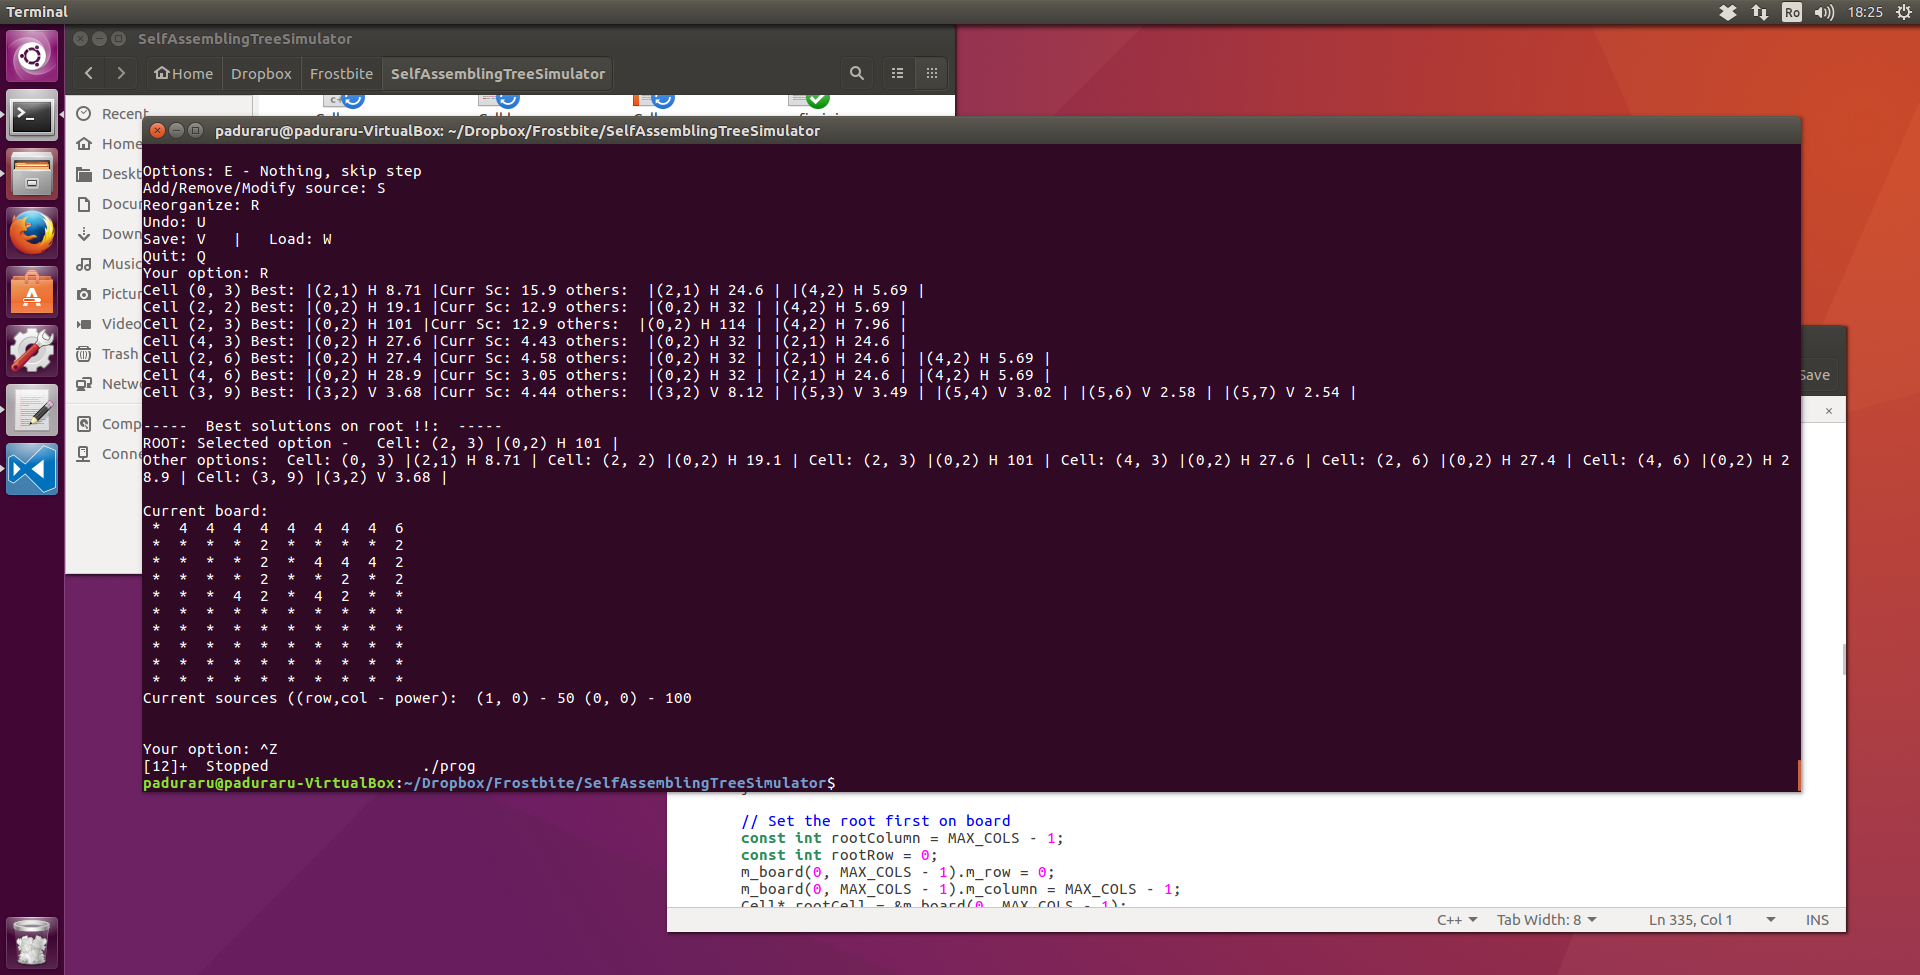 Terminal
Ro
18:25
SelfAssemblingTreeSimulator
Home Dropbox Frostbite SelfAssemblingTreeSimulator
Recent
Home
Deskt
Docu
Down
Music
Pictur
Video
Trash
Netw
Comp
Conne
paduraru@paduraru-VirtualBox: ~/Dropbox/Frostbite/SelfAssemblingTreeSimulator
Options: E - Nothing, skip step
Add/Remove/Modify source: S
Reorganize: R
Undo: U
Save: V   |   Load: W
Quit: Q
Your option: R
Cell (0, 3) Best: |(2,1) H 8.71 |Curr Sc: 15.9 others:  |(2,1) H 24.6 | |(4,2) H 5.69 |
Cell (2, 2) Best: |(0,2) H 19.1 |Curr Sc: 12.9 others:  |(0,2) H 32 | |(4,2) H 5.69 |
Cell (2, 3) Best: |(0,2) H 101 |Curr Sc: 12.9 others:  |(0,2) H 114 | |(4,2) H 7.96 |
Cell (4, 3) Best: |(0,2) H 27.6 |Curr Sc: 4.43 others:  |(0,2) H 32 | |(2,1) H 24.6 |
Cell (2, 6) Best: |(0,2) H 27.4 |Curr Sc: 4.58 others:  |(0,2) H 32 | |(2,1) H 24.6 | |(4,2) H 5.69 |
Cell (4, 6) Best: |(0,2) H 28.9 |Curr Sc: 3.05 others:  |(0,2) H 32 | |(2,1) H 24.6 | |(4,2) H 5.69 |
Cell (3, 9) Best: |(3,2) V 3.68 |Curr Sc: 4.44 others:  |(3,2) V 8.12 | |(5,3) V 3.49 | |(5,4) V 3.02 | |(5,6) V 2.58 | |(5,7) V 2.54 |
-----  Best solutions on root !!:  -----
ROOT: Selected option -   Cell: (2, 3) |(0,2) H 101 |
Other options:  Cell: (0, 3) |(2,1) H 8.71 | Cell: (2, 2) |(0,2) H 19.1 | Cell: (2, 3) |(0,2) H 101 | Cell: (4, 3) |(0,2) H 27.6 | Cell: (2, 6) |(0,2) H 27.4 | Cell: (4, 6) |(0,2) H 2
8.9 | Cell: (3, 9) |(3,2) V 3.68 |
Current board:
*  4  4  4  4  4  4  4  4  6
*  *  *  *  2  *  *  *  *  2
*  *  *  *  2  *  4  4  4  2
*  *  *  *  2  *  *  2  *  2
*  *  *  4  2  *  4  2  *  *
*  *  *  *  *  *  *  *  *  *
*  *  *  *  *  *  *  *  *  *
*  *  *  *  *  *  *  *  *  *
*  *  *  *  *  *  *  *  *  *
*  *  *  *  *  *  *  *  *  *
Current sources ((row,col - power):  (1, 0) - 50 (0, 0) - 100
Your option: ^Z
[12]+  Stopped                 ./prog
paduraru@paduraru-VirtualBox:~/Dropbox/Frostbite/SelfAssemblingTreeSimulator$
Save
// Set the root first on board
const int rootColumn = MAX_COLS - 1;
const int rootRow = 0;
m_board(0, MAX_COLS - 1).m_row = 0;
m_board(0, MAX_COLS - 1).m_column = MAX_COLS - 1;
Cell* rootCell = &m_board(0, MAX_COLS - 1);
C++ Tab Width: 8 Ln 335, Col 1 INS